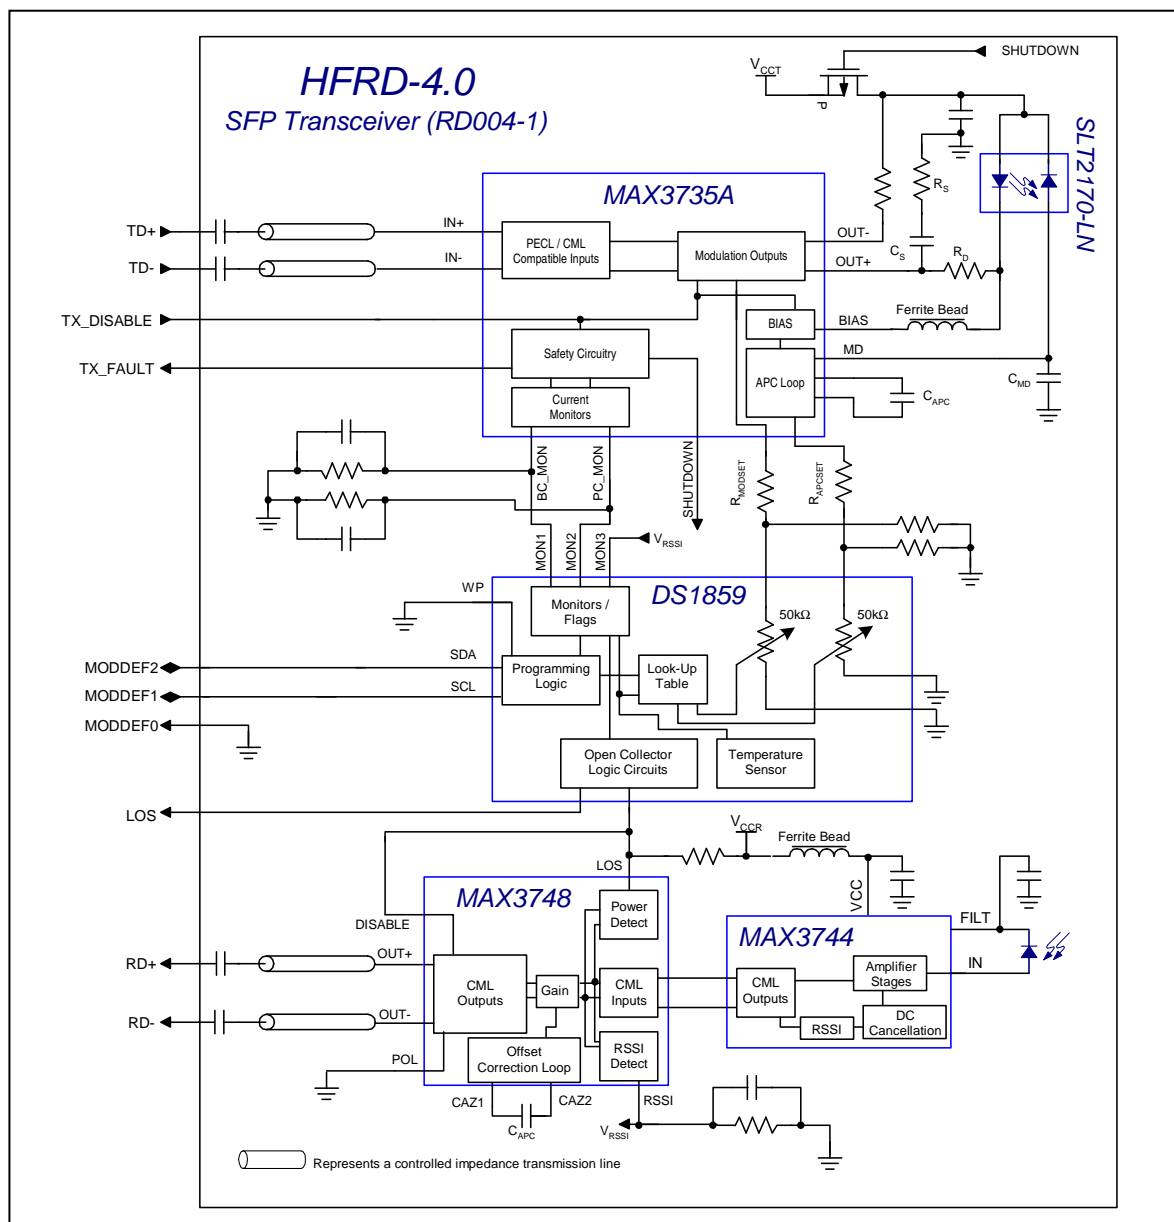 HFRD-4.0
SFP Transceiver (RD004-1)
SHUTDOWN
VCCT
P
SLT2170-LN
RS
CS
RD
MAX3735A
TD+
TD-
IN+
IN-
PECL / CML
Compatible Inputs
Modulation Outputs
OUT-
OUT+
TX_DISABLE
TX_FAULT
Safety Circuitry
Current
Monitors
BIAS
BIAS
Ferrite Bead
MD
APC Loop
CAPC
CMD
BC_MON
PC_MON
SHUTDOWN
RMODSET
RAPCSET
MON1
MON2
MON3
VRSSI
DS1859
WP
Monitors /
Flags
50kΩ
50kΩ
MODDEF2
SDA
MODDEF1
SCL
MODDEF0
Programming
Logic
Look-Up
Table
Open Collector
Logic Circuits
Temperature
Sensor
LOS
VCCR
Ferrite Bead
LOS
VCC
MAX3748
DISABLE
Power
Detect
MAX3744
FILT
IN
RD+
RD-
OUT+
OUT-
CML
Outputs
Gain
CML
Inputs
CML
Outputs
Amplifier
Stages
RSSI
DC
Cancellation
Offset
Correction Loop
RSSI
Detect
POL
CAZ1
CAZ2
CAPC
RSSI
VRSSI
Represents a controlled impedance transmission line